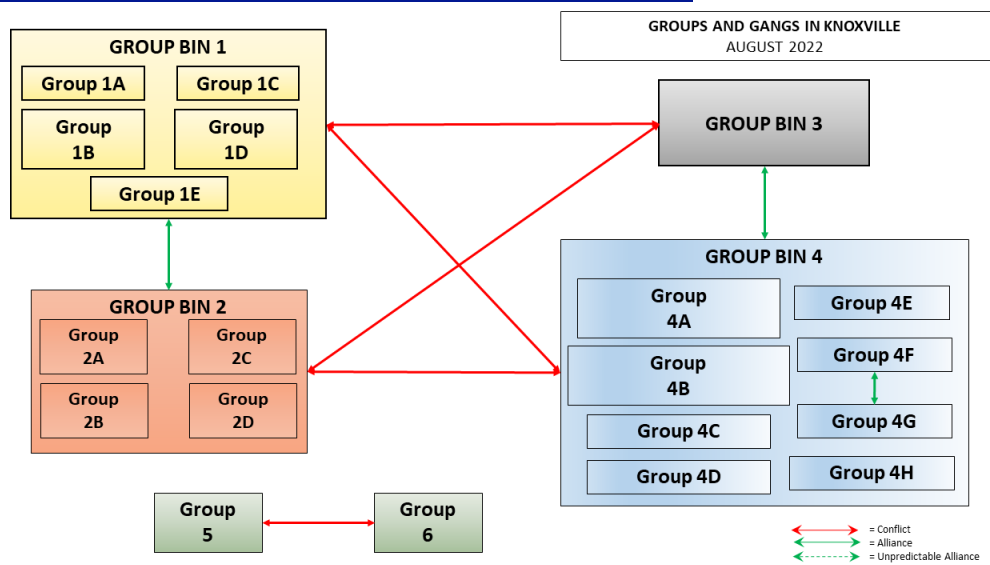 GROUPS AND GANGS IN KNOXVILLE
AUGUST 2022
GROUP BIN 1
Group 1A
Group 1C
Group
1B
Group
1D
Group 1E
GROUP BIN 3
GROUP BIN 2
Group
2A
Group
2C
Group
2B
Group
2D
GROUP BIN 4
Group
4A
Group
4B
Group 4C
Group 4D
Group 4E
Group 4F
Group 4G
Group 4H
Group
5
Group
6
= Conflict
= Alliance
= Unpredictable Alliance